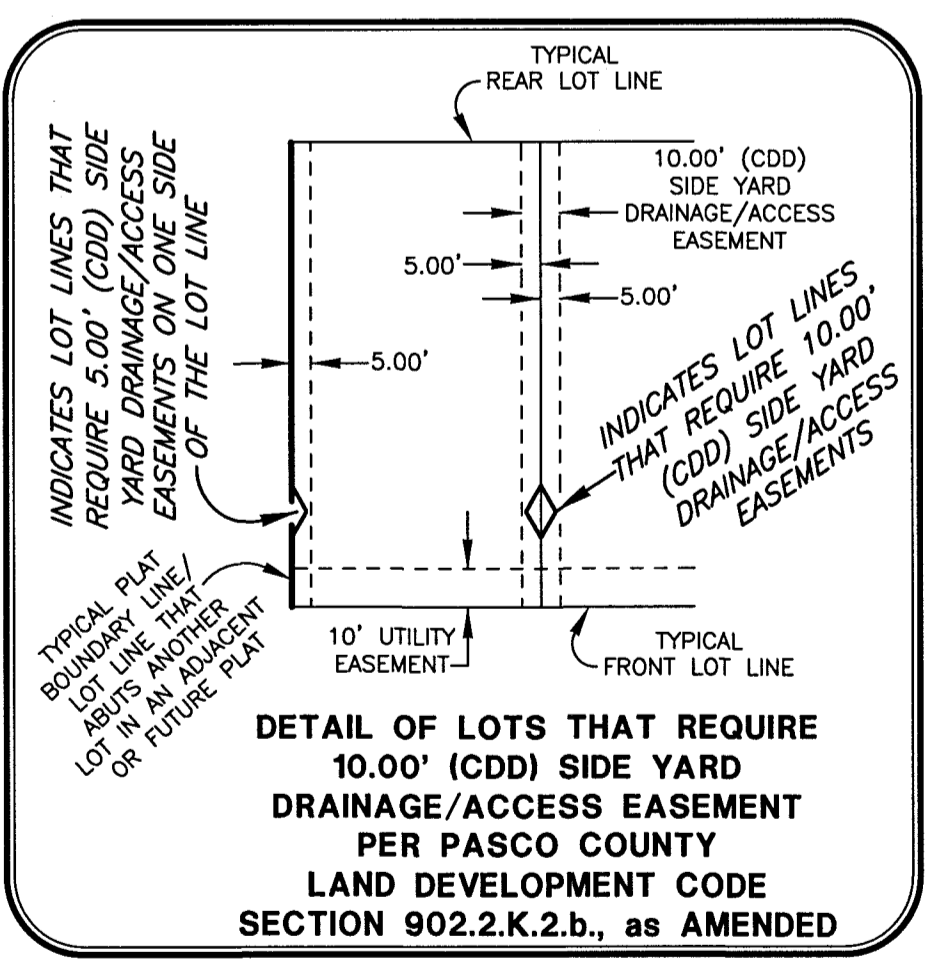 TYPICAL
REAR LOT LINE
INDICATES LOT LINES THAT
REQUIRE 5.00' (CDD) SIDE
YARD DRAINAGE/ACCESS
EASEMENTS ON ONE SIDE
OF THE LOT LINE
10.00' (CDD)
SIDE YARD
DRAINAGE/ACCESS
EASEMENT
5.00'
5.00'
5.00'
INDICATES LOT LINES
THAT REQUIRE 10.00'
(CDD) SIDE YARD
DRAINAGE/ACCESS
EASEMENTS
TYPICAL PLAT
BOUNDARY LINE/
LOT LINE THAT
ABUTS ANOTHER
LOT IN AN ADJACENT
OR FUTURE PLAT
10' UTILITY
EASEMENT
TYPICAL
FRONT LOT LINE
DETAIL OF LOTS THAT REQUIRE
10.00' (CDD) SIDE YARD
DRAINAGE/ACCESS EASEMENT
PER PASCO COUNTY
LAND DEVELOPMENT CODE
SECTION 902.2.K.2.b., as AMENDED